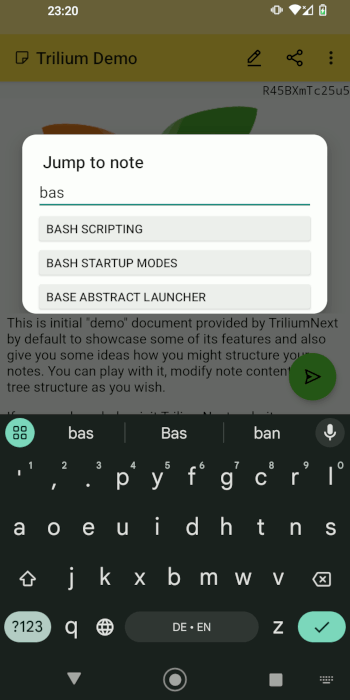 23:20
Trilium Demo
R45BXmTc25u5
Jump to note
bas
BASH SCRIPTING
BASH STARTUP MODES
BASE ABSTRACT LAUNCHER
This is initial "demo" document provided by TriliumNext
by default to showcase some of its features and also
give you some ideas how you might structure your
notes. You can play with it, modify note content
tree structure as you wish.
bas Bas ban
' 1 , 2 . 3 p 4 y 5 f 6 g 7 c 8 r 9 l 0
a o e u i d h t n s
j k x b m w v
?123 q DE • EN z